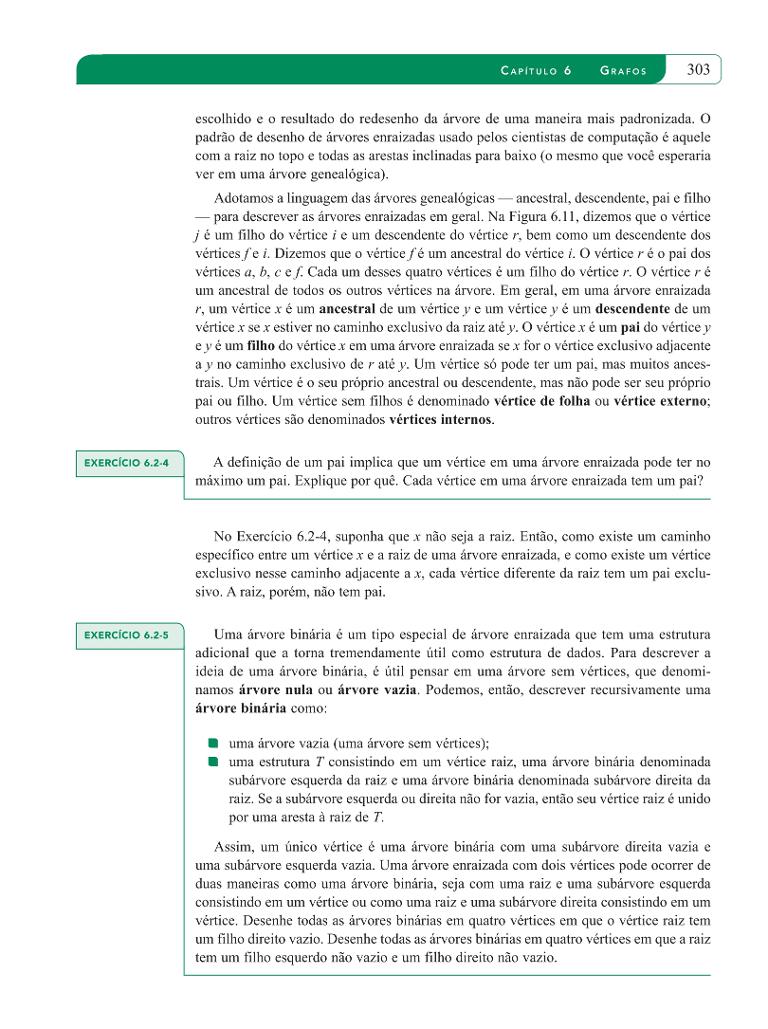 CAPÍTULO 6 GRAFOS 303
escolhido e o resultado do redesenho da árvore de uma maneira mais padronizada. O
padrão de desenho de árvores enraizadas usado pelos cientistas de computação é aquele
com a raiz no topo e todas as arestas inclinadas para baixo (o mesmo que você esperaria
ver em uma árvore genealógica).
Adotamos a linguagem das árvores genealógicas — ancestral, descendente, pai e filho
— para descrever as árvores enraizadas em geral. Na Figura 6.11, dizemos que o vértice
j é um filho do vértice i e um descendente do vértice r, bem como um descendente dos
vértices f e i. Dizemos que o vértice f é um ancestral do vértice i. O vértice r é o pai dos
vértices a, b, c e f. Cada um desses quatro vértices é um filho do vértice r. O vértice r é
um ancestral de todos os outros vértices na árvore. Em geral, em uma árvore enraizada
r, um vértice x é um ancestral de um vértice y e um vértice y é um descendente de um
vértice x se x estiver no caminho exclusivo da raiz até y. O vértice x é um pai do vértice y
e y é um filho do vértice x em uma árvore enraizada se x for o vértice exclusivo adjacente
a y no caminho exclusivo de r até y. Um vértice só pode ter um pai, mas muitos ances-
trais. Um vértice é o seu próprio ancestral ou descendente, mas não pode ser seu próprio
pai ou filho. Um vértice sem filhos é denominado vértice de folha ou vértice externo;
outros vértices são denominados vértices internos.
EXERCÍCIO 6.2-4
A definição de um pai implica que um vértice em uma árvore enraizada pode ter no
máximo um pai. Explique por quê. Cada vértice em uma árvore enraizada tem um pai?
No Exercício 6.2-4, suponha que x não seja a raiz. Então, como existe um caminho
específico entre um vértice x e a raiz de uma árvore enraizada, e como existe um vértice
exclusivo nesse caminho adjacente a x, cada vértice diferente da raiz tem um pai exclu-
sivo. A raiz, porém, não tem pai.
EXERCÍCIO 6.2-5
Uma árvore binária é um tipo especial de árvore enraizada que tem uma estrutura
adicional que a torna tremendamente útil como estrutura de dados. Para descrever a
ideia de uma árvore binária, é útil pensar em uma árvore sem vértices, que denomi-
namos árvore nula ou árvore vazia. Podemos, então, descrever recursivamente uma
árvore binária como:
uma árvore vazia (uma árvore sem vértices);
uma estrutura T consistindo em um vértice raiz, uma árvore binária denominada
subárvore esquerda da raiz e uma árvore binária denominada subárvore direita da
raiz. Se a subárvore esquerda ou direita não for vazia, então seu vértice raiz é unido
por uma aresta à raiz de T.
Assim, um único vértice é uma árvore binária com uma subárvore direita vazia e
uma subárvore esquerda vazia. Uma árvore enraizada com dois vértices pode ocorrer de
duas maneiras como uma árvore binária, seja com uma raiz e uma subárvore esquerda
consistindo em um vértice ou como uma raiz e uma subárvore direita consistindo em um
vértice. Desenhe todas as árvores binárias em quatro vértices em que o vértice raiz tem
um filho direito vazio. Desenhe todas as árvores binárias em quatro vértices em que a raiz
tem um filho esquerdo não vazio e um filho direito não vazio.